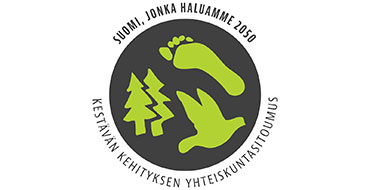 SUOMI, JONKA HALUAMME 2050
KESTÄVÄN KEHITYKSEN YHTEISKUNTASITOUMUS